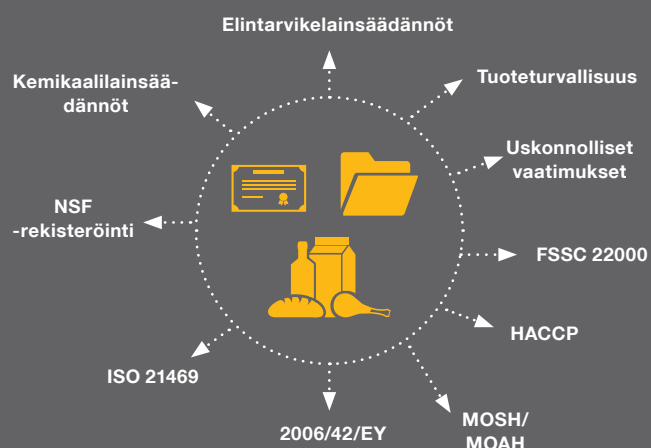 Elintarvikelainsäädännöt
Tuoteturvallisuus
Uskonnolliset
vaatimukset
FSSC 22000
HACCP
MOSH/
MOAH
2006/42/EY
ISO 21469
NSF
-rekisteröinti
Kemikaalilainsää-
dännöt